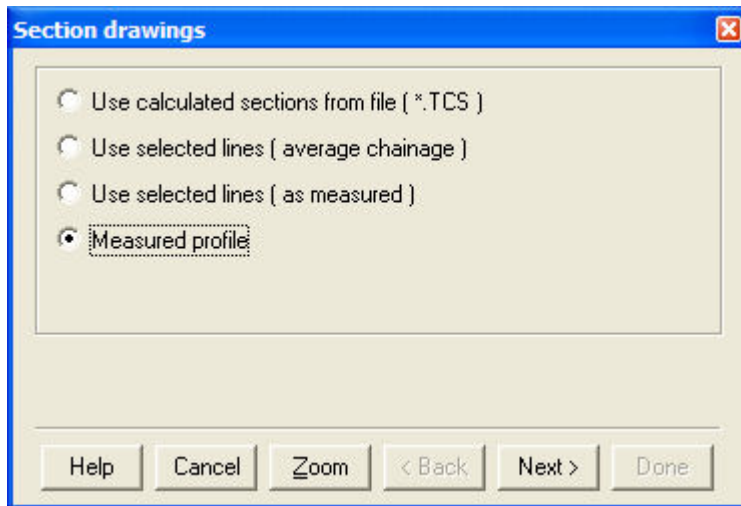 Section drawings
Use calculated sections from file ( *.TCS )
Use selected lines ( average chainage )
Use selected lines ( as measured )
Measured profile
Help Cancel Zoom < Back Next > Done